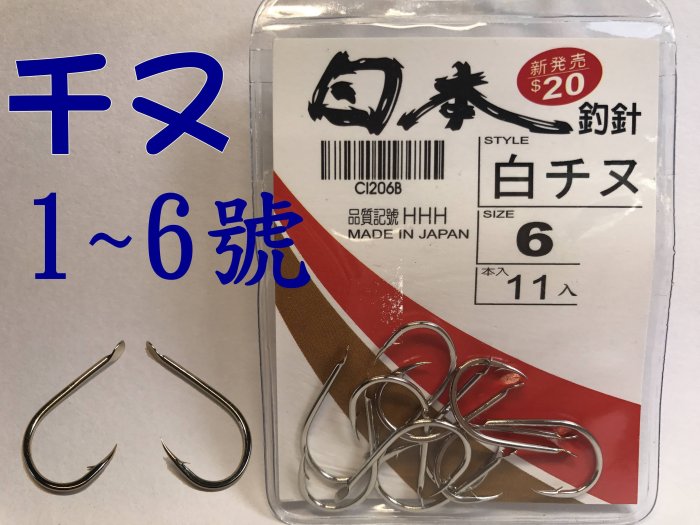 千ヌ
1~6號
日本
釣針
新発売
$20
CI206B
品質記號HHH
MADE IN JAPAN
STYLE
白チヌ
SIZE
6
本入
11入